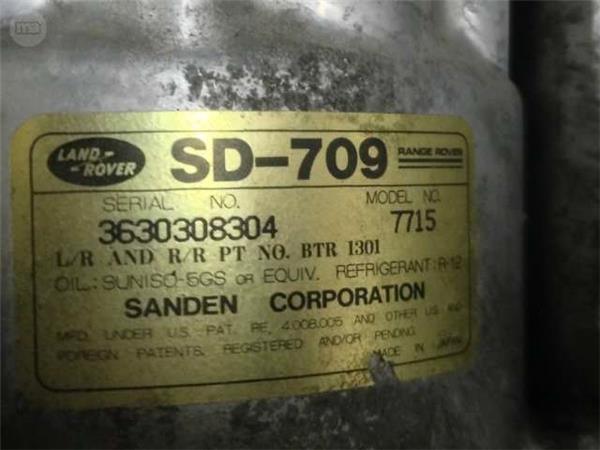 LAND-
-ROVER
SD-709
RANGE ROVER
SERIAL NO.
MODEL NO.
3630308304
7715
L/R AND R/R PT NO. BTR 1301
OIL: SUNISO-5GS OR EQUIV. REFRIGERANT: R-12
SANDEN CORPORATION
MFD. UNDER U.S. PAT. RE. 4,008,005 AND OTHER US AND
FOREIGN PATENTS, REGISTERED AND/OR PENDING.
MADE IN JAPAN